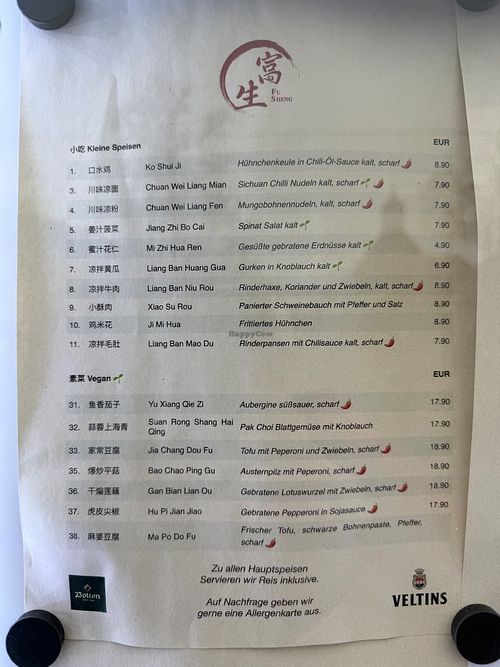 富
生
FU
SHENG
小吃 Kleine Speisen EUR
1. 口水鸡 Ko Shui Ji Hühnchenkeule in Chili-Öl-Sauce kalt, scharf 8.90
3. 川味凉面 Chuan Wei Liang Mian Sichuan Chilli Nudeln kalt, scharf 7.90
4. 川味凉粉 Chuan Wei Liang Fen Mungobohnennudeln, kalt, scharf 7.90
5. 姜汁菠菜 Jiang Zhi Bo Cai Spinat Salat kalt 7.90
6. 蜜汁花仁 Mi Zhi Hua Ren Gesüßte gebratene Erdnüsse kalt 4.90
7. 凉拌黄瓜 Liang Ban Huang Gua Gurken in Knoblauch kalt 6.90
8. 凉拌牛肉 Liang Ban Niu Rou Rinderhaxe, Koriander und Zwiebeln, kalt, scharf 8.90
9. 小酥肉 Xiao Su Rou Panierter Schweinebauch mit Pfeffer und Salz 8.90
10. 鸡米花 Ji Mi Hua Frittiertes Hühnchen 8.90
11. 凉拌毛肚 Liang Ban Mao Du Rinderpansen mit Chilisauce kalt, scharf 7.90
HappyCow
素菜 Vegan EUR
31. 鱼香茄子 Yu Xiang Qie Zi Aubergine süßsauer, scharf 17.90
32. 蒜蓉上海青 Suan Rong Shang Hai Qing Pak Choi Blattgemüse mit Knoblauch 17.90
33. 家常豆腐 Jia Chang Dou Fu Tofu mit Peperoni und Zwiebeln, scharf 18.90
35. 爆炒平菇 Bao Chao Ping Gu Austernpilz mit Peperoni, scharf 18.90
36. 干煸莲藕 Gan Bian Lian Ou Gebratene Lotuswurzel mit Zwiebeln, scharf 18.90
37. 虎皮尖椒 Hu Pi Jian Jiao Gebratene Pepperoni in Sojasauce 17.90
38. 麻婆豆腐 Ma Po Do Fu Frischer Tofu, schwarze Bohnenpaste, Pfeffer,
scharf
Zu allen Hauptspeisen
Servieren wir Reis inklusive.
Auf Nachfrage geben wir
gerne eine Allergenkarte aus.
Bolten
VELTINS